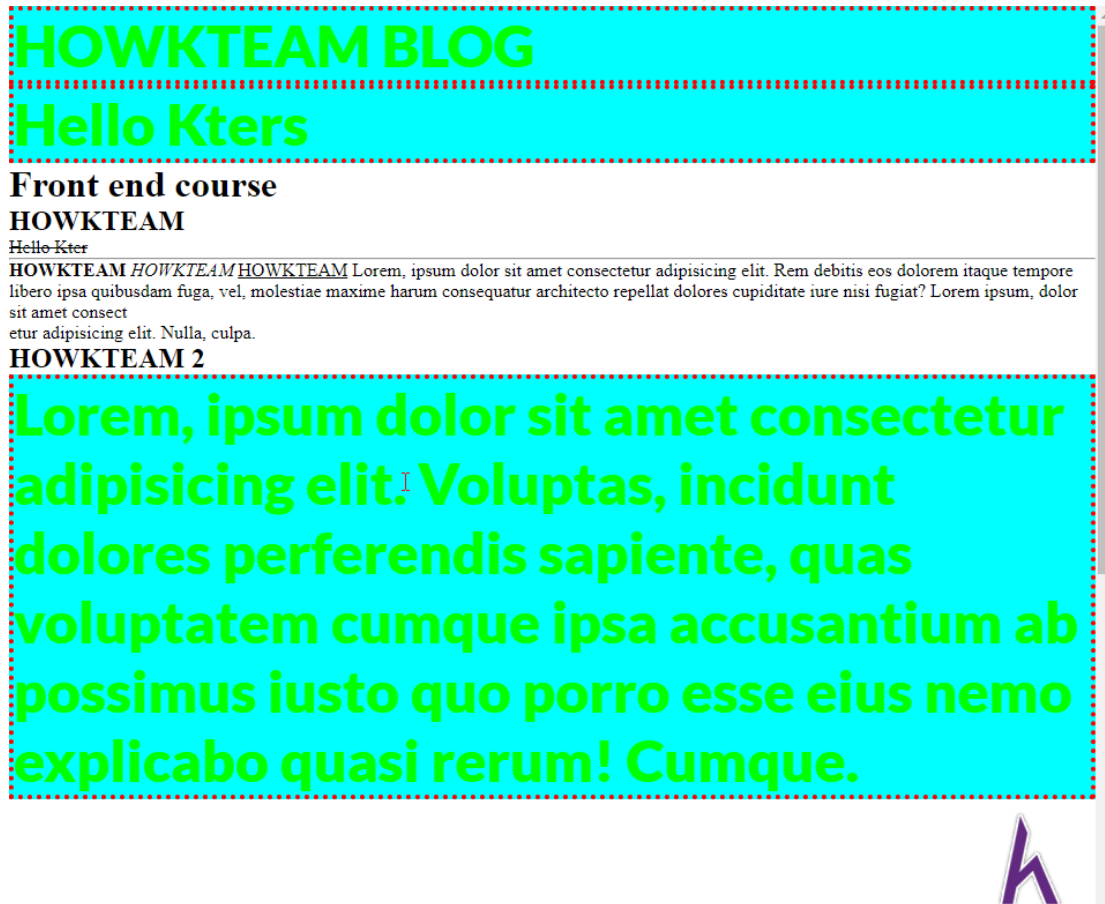 HOWKTEAM BLOG
Hello Kters
Front end course
HOWKTEAM
Hello Kter
HOWKTEAM HOWKTEAM HOWKTEAM Lorem, ipsum dolor sit amet consectetur adipisicing elit. Rem debitis eos dolorem itaque tempore
libero ipsa quibusdam fuga, vel, molestiae maxime harum consequatur architecto repellat dolores cupiditate iure nisi fugiat? Lorem ipsum, dolor
sit amet consect
etur adipisicing elit. Nulla, culpa.
HOWKTEAM 2
Lorem, ipsum dolor sit amet consectetur
adipisicing elit. Voluptas, incidunt
dolores perferendis sapiente, quas
voluptatem cumque ipsa accusantium ab
possimus iusto quo porro esse eius nemo
explicabo quasi rerum! Cumque.